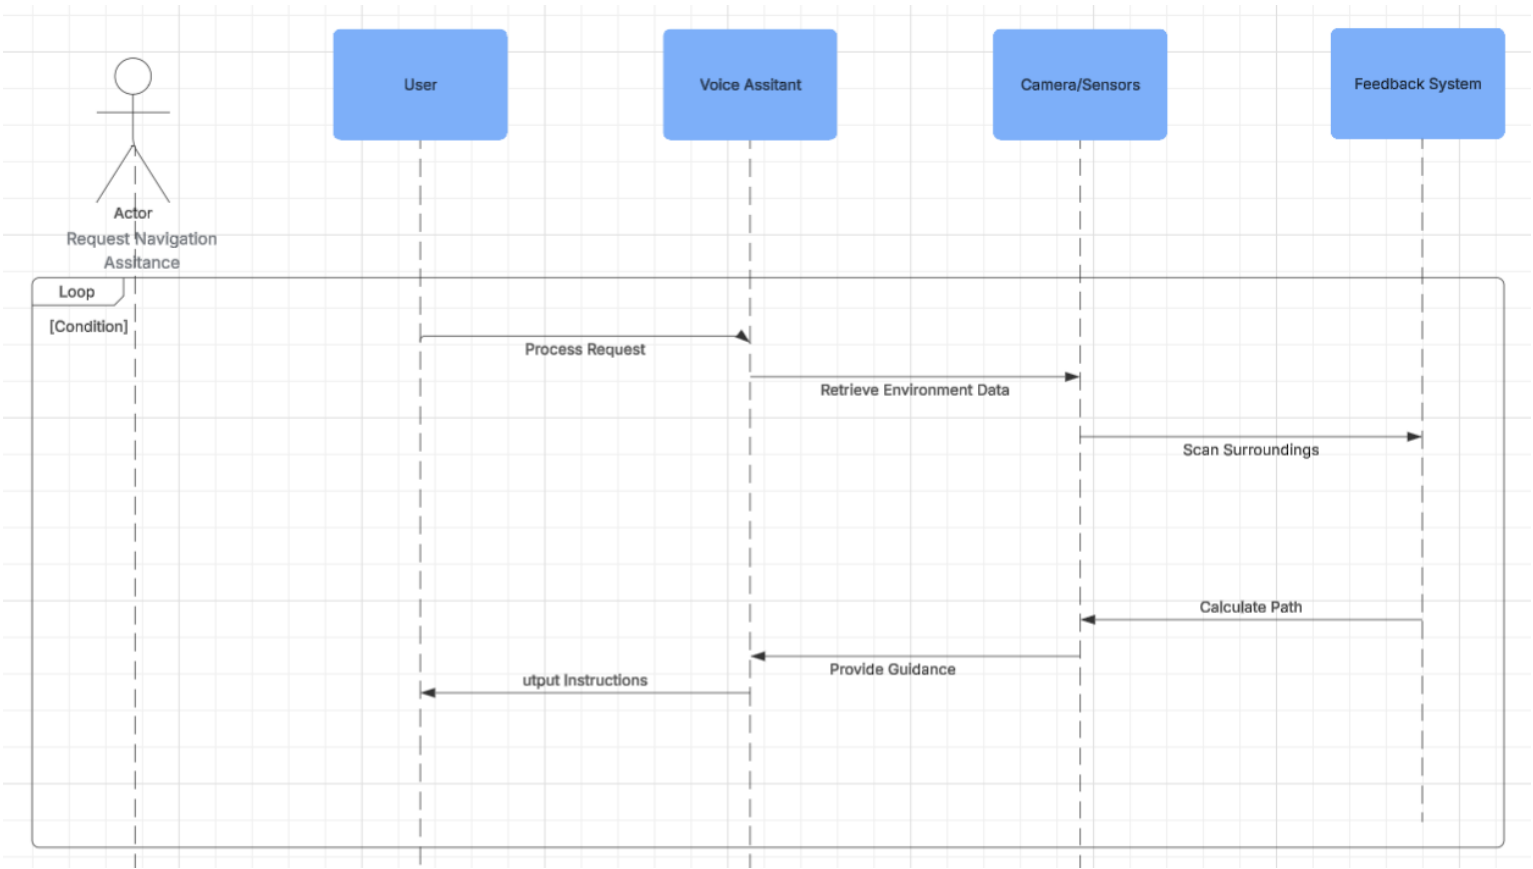 User
Voice Assitant
Camera/Sensors
Feedback System
Actor
Request Navigation
Assitance
Loop
[Condition]
Process Request
Retrieve Environment Data
Scan Surroundings
Calculate Path
Provide Guidance
utput Instructions